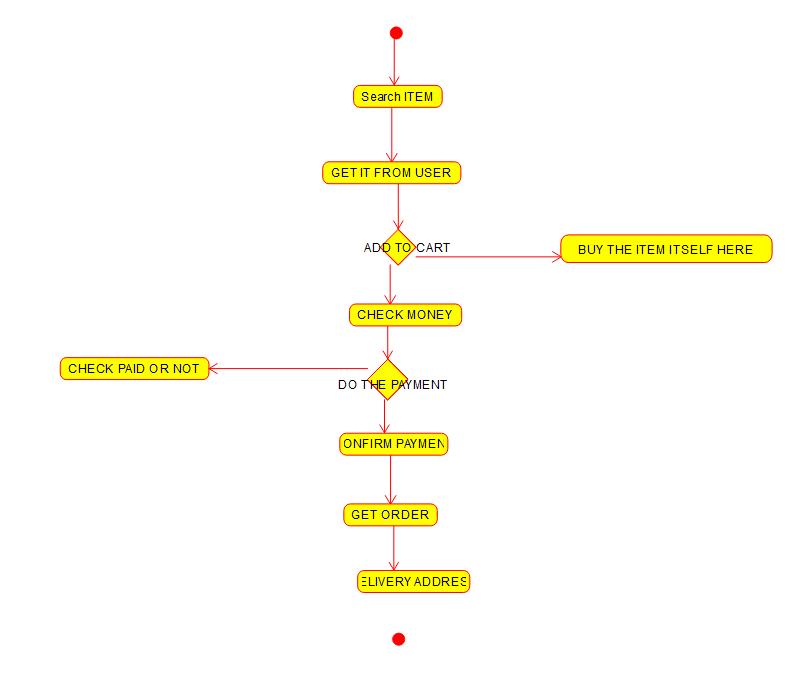 Search ITEM
GET IT FROM USER
ADD TO CART
BUY THE ITEM ITSELF HERE
CHECK MONEY
CHECK PAID OR NOT
DO THE PAYMENT
ONFIRM PAYMEN
GET ORDER
ELIVERY ADDRES